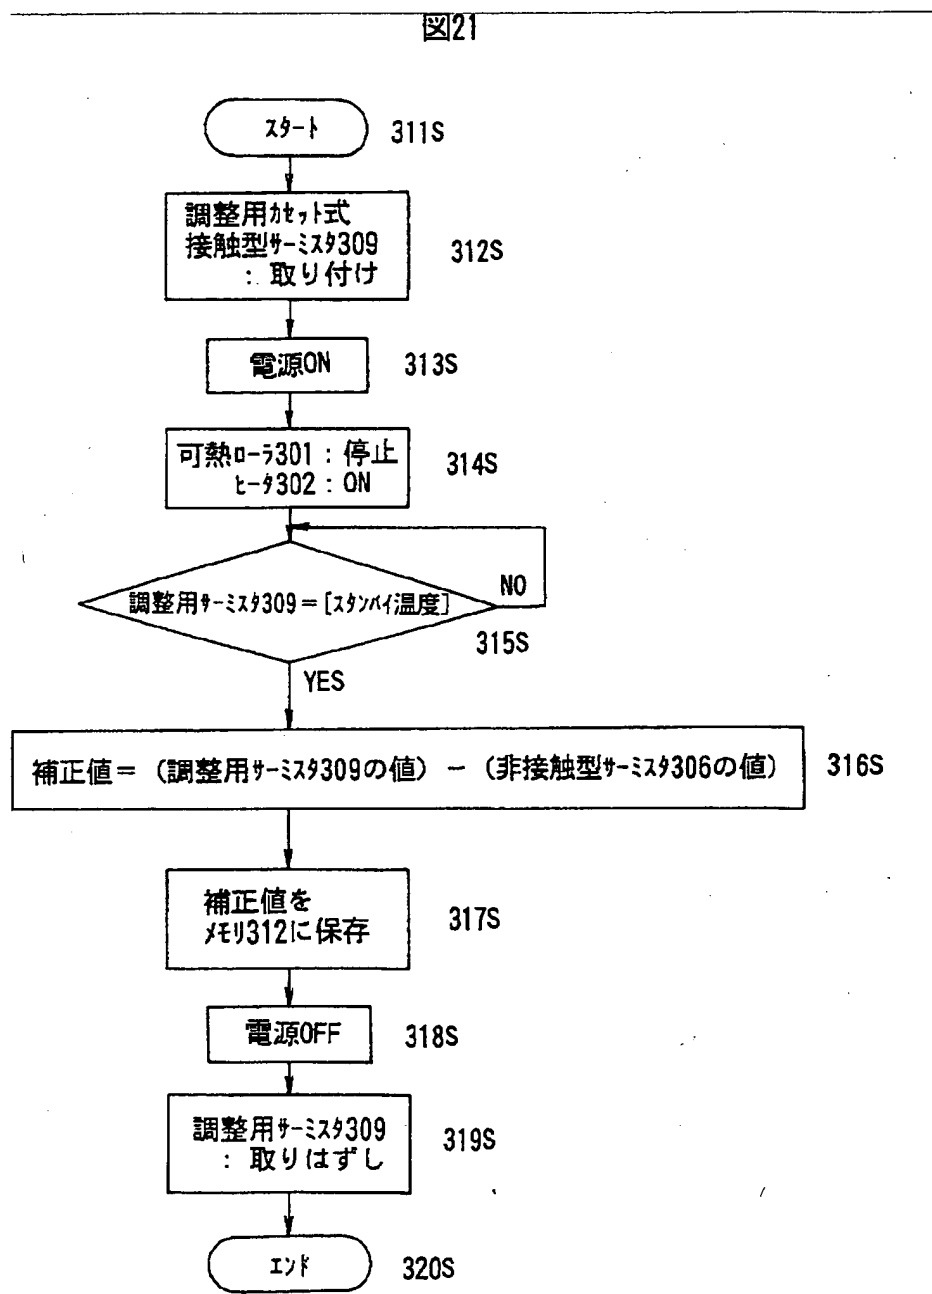 図21
スタート
311S
調整用カセット式
接触型サーミスタ309
：取り付け
312S
電源ON
313S
可熱ローラ301：停止
ヒータ302：ON
314S
NO
調整用サーミスタ309＝[スタンバイ温度]
315S
YES
補正値＝（調整用サーミスタ309の値）－（非接触型サーミスタ306の値）
316S
補正値を
メモリ312に保存
317S
電源OFF
318S
調整用サーミスタ309
：取りはずし
319S
エンド
320S